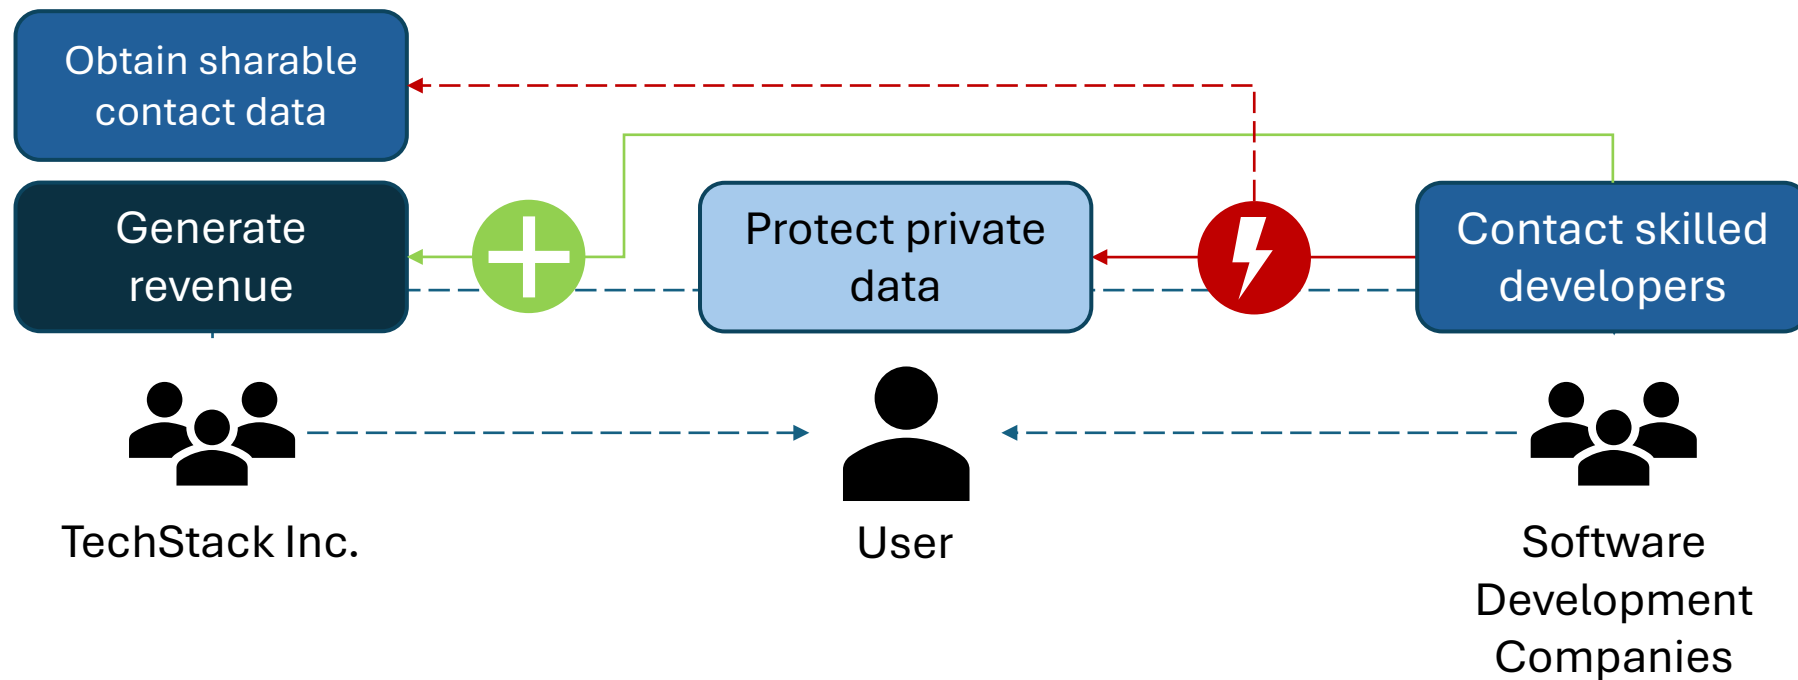 Obtain sharable
contact data
Generate
revenue
Protect private
data
Contact skilled
developers
TechStack Inc.
User
Software
Development
Companies